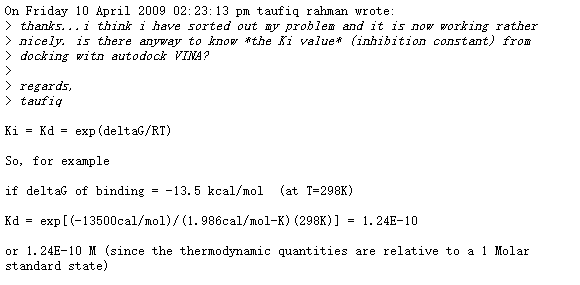 On Friday 10 April 2009 02:23:13 pm taufiq rahman wrote:
> thanks...i think i have sorted out my problem and it is now working rather
> nicely. is there anyway to know *the Ki value* (inhibition constant) from
> docking witn autodock VINA?
>
> regards,
> taufiq
Ki = Kd = exp(deltaG/RT)
So, for example
if deltaG of binding = -13.5 kcal/mol (at T=298K)
Kd = exp[(-13500cal/mol)/(1.986cal/mol-K)(298K)] = 1.24E-10
or 1.24E-10 M (since the thermodynamic quantities are relative to a 1 Molar
standard state)